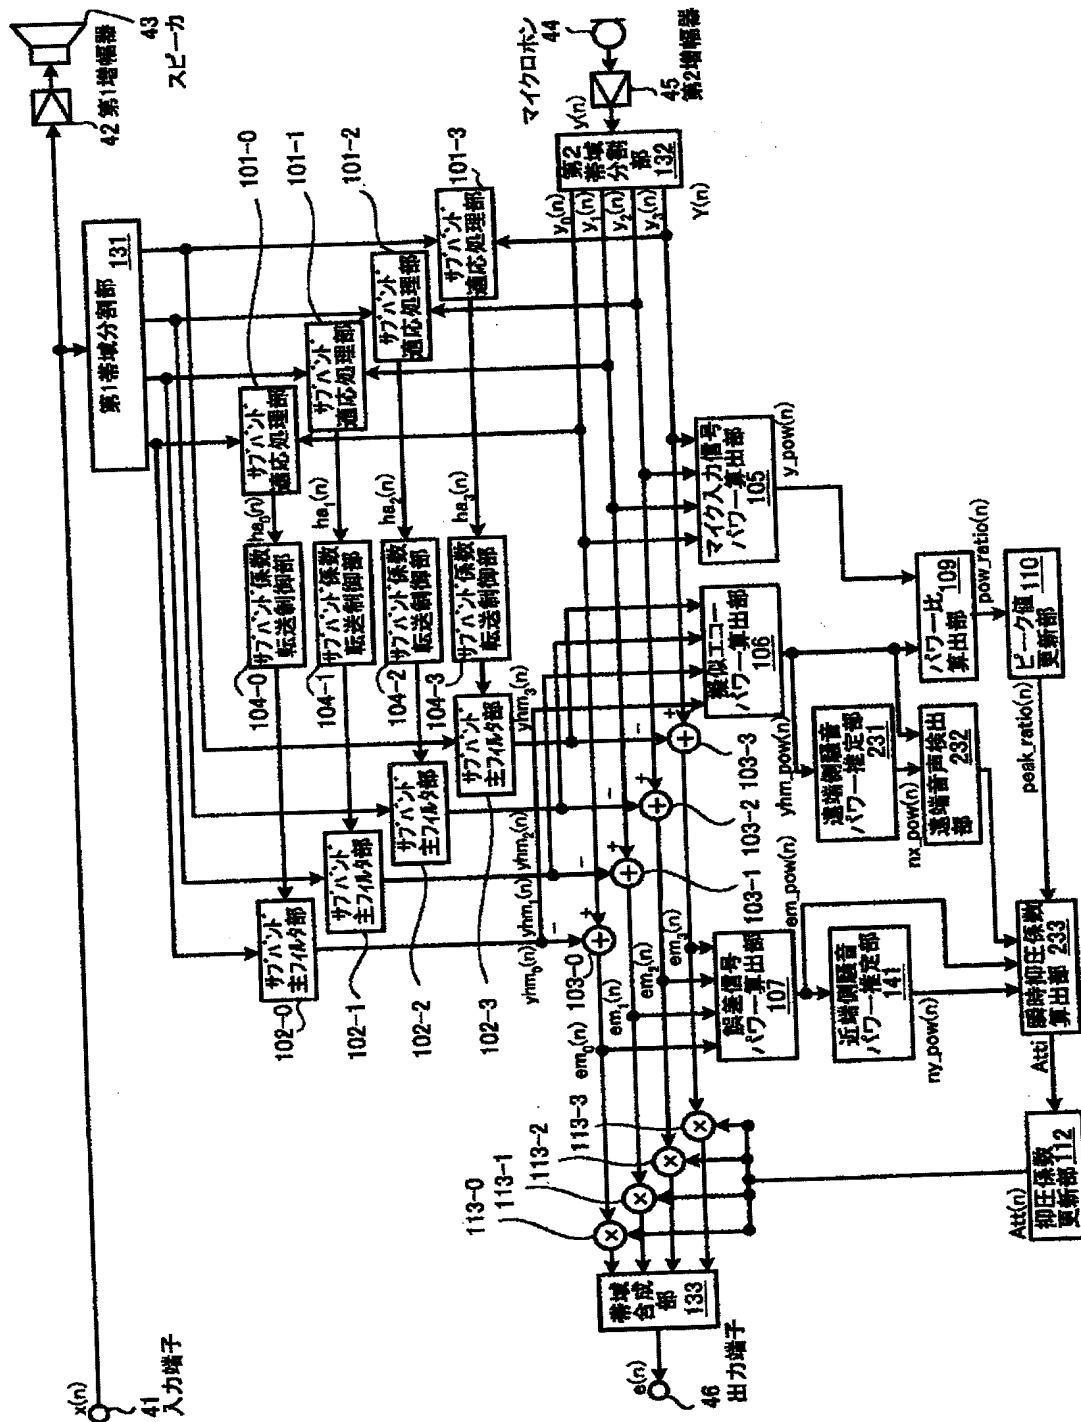 x(n)
41
入力端子
42 第1増幅器
43
スピーカ
第1帯域分割部
131
マイクロホン
44
45
第2増幅器
y(n)
第2
帯域
分割
部
132
y₀(n)
y₁(n)
y₂(n)
y₃(n)
Y(n)
101-0
101-1
101-2
101-3
サブバンド
適応処理部
サブバンド
適応処理部
サブバンド
適応処理部
サブバンド
適応処理部
ha₀(n)
ha₁(n)
ha₂(n)
ha₃(n)
サブバンド係数
転送制御部
サブバンド係数
転送制御部
サブバンド係数
転送制御部
サブバンド係数
転送制御部
104-0
104-1
104-2
104-3
サブバンド
主フィルタ部
サブバンド
主フィルタ部
サブバンド
主フィルタ部
サブバンド
主フィルタ部
102-0
102-1
102-2
102-3
yhm₀(n)
yhm₁(n)
yhm₂(n)
yhm₃(n)
+
−
+
−
+
−
+
−
103-0
103-1
103-2
103-3
em₀(n)
em₁(n)
em₂(n)
em₃(n)
マイク入力信号
パワー算出部
105
y_pow(n)
擬似エコー
パワー算出部
106
yhm_pow(n)
誤差信号
パワー算出部
107
em_pow(n)
パワー比
算出部 109
pow_ratio(n)
ピーク値
更新部
110
peak_ratio(n)
遠端側騒音
パワー推定部
231
nx_pow(n)
遠端音声検出
部
232
近端側騒音
パワー推定部
141
ny_pow(n)
瞬時抑圧係数
算出部 233
Atti
抑圧係数
更新部 112
Att(n)
113-0
113-1
113-2
113-3
帯域
合成
部
133
e(n)
46
出力端子